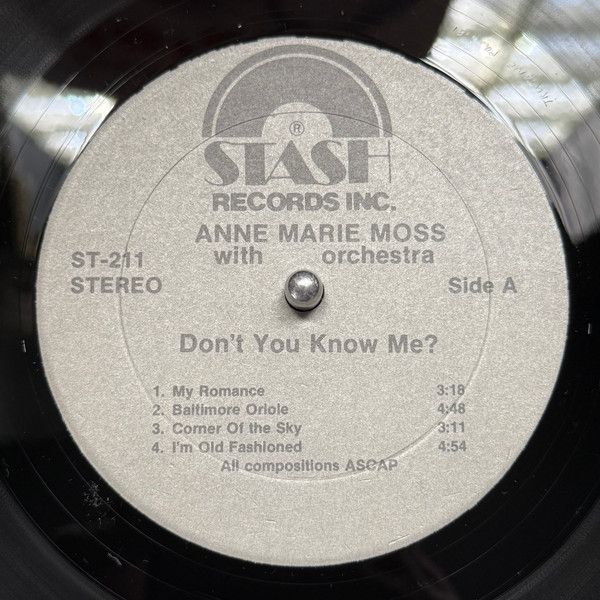 ®
STASH
RECORDS INC.
ANNE MARIE MOSS
with orchestra
ST-211
STEREO
Side A
Don't You Know Me?
1. My Romance 3:18
2. Baltimore Oriole 4:48
3. Corner Of the Sky 3:11
4. I'm Old Fashioned 4:54
All compositions ASCAP